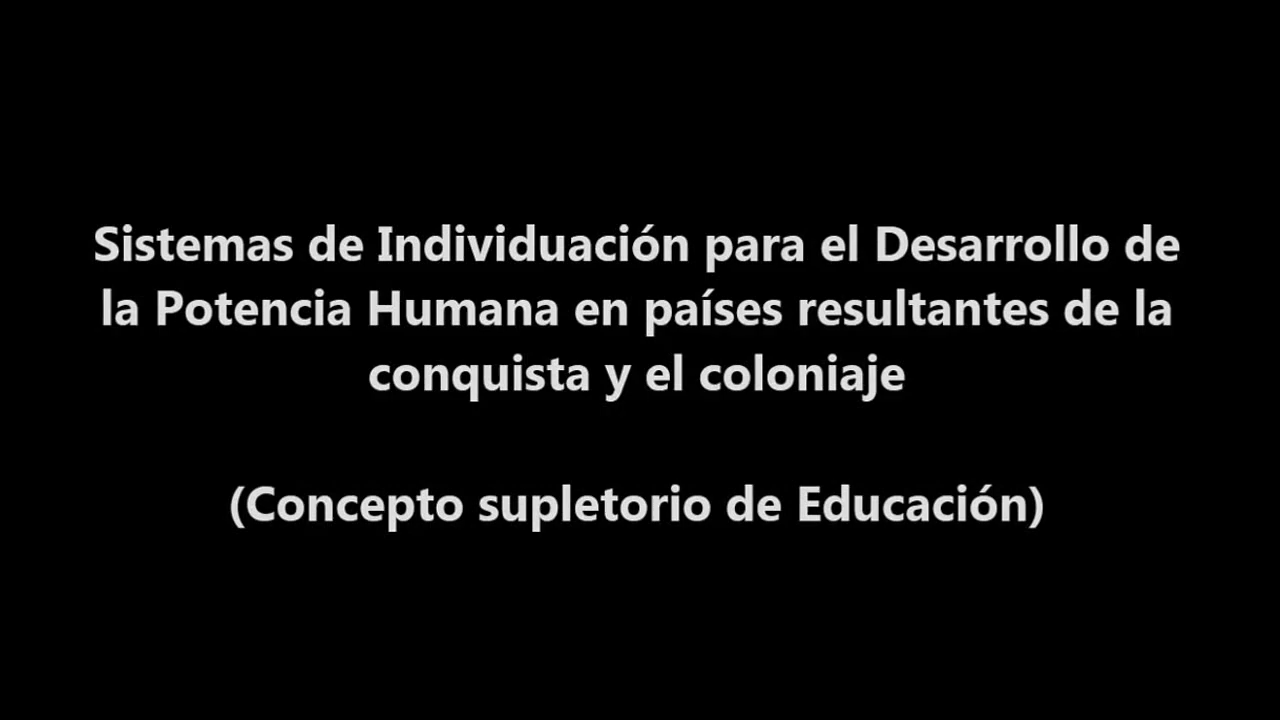 Sistemas de Individuación para el Desarrollo de
la Potencia Humana en países resultantes de la
conquista y el coloniaje
(Concepto supletorio de Educación)